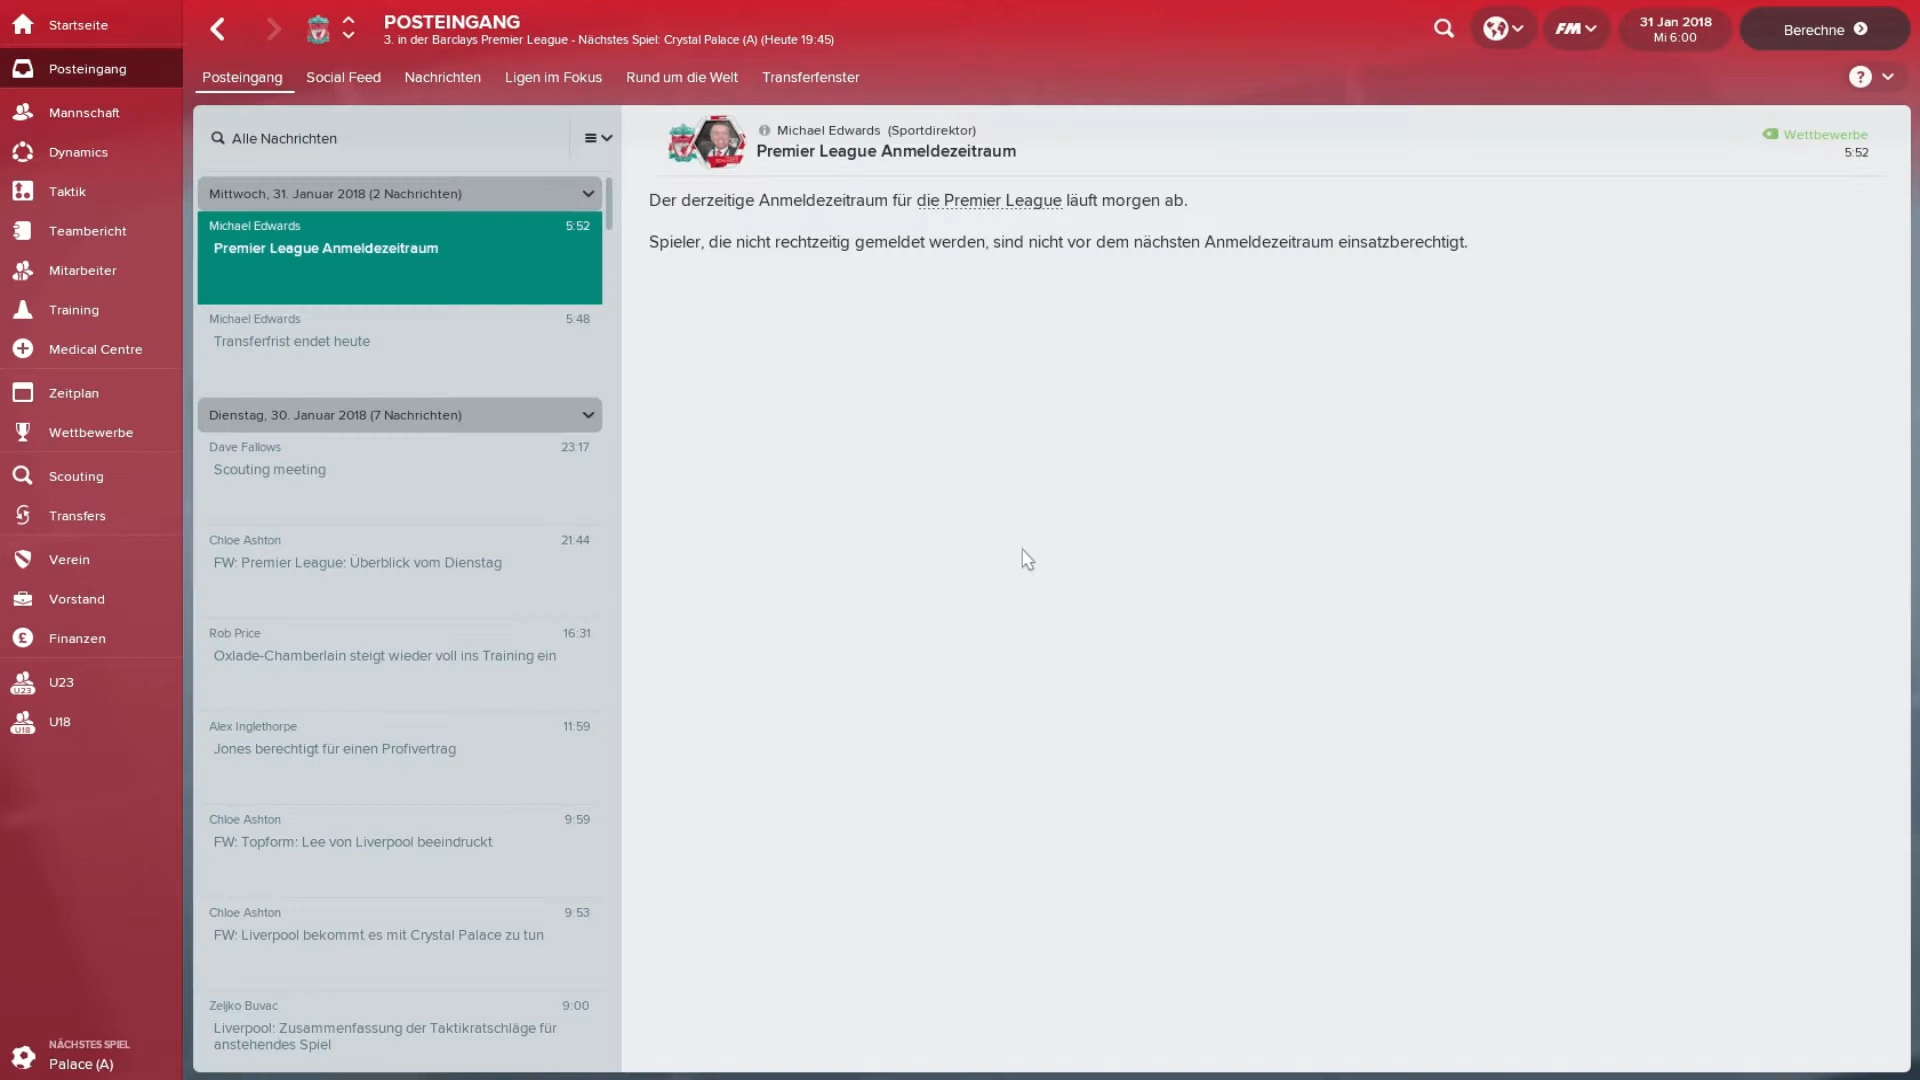 Startseite
Posteingang
Mannschaft
Dynamics
Taktik
Teambericht
Mitarbeiter
Training
Medical Centre
Zeitplan
Wettbewerbe
Scouting
Transfers
Verein
Vorstand
Finanzen
U23
U23
U18
U18
NÄCHSTES SPIEL
Palace (A)
POSTEINGANG
3. in der Barclays Premier League - Nächstes Spiel: Crystal Palace (A) (Heute 19:45)
FM
31 Jan 2018
Mi 6:00
Berechne
Posteingang Social Feed Nachrichten Ligen im Fokus Rund um die Welt Transferfenster
?
Alle Nachrichten
Mittwoch, 31. Januar 2018 (2 Nachrichten)
Michael Edwards 5:52
Premier League Anmeldezeitraum
Michael Edwards 5:48
Transferfrist endet heute
Dienstag, 30. Januar 2018 (7 Nachrichten)
Dave Fallows 23:17
Scouting meeting
Chloe Ashton 21:44
FW: Premier League: Überblick vom Dienstag
Rob Price 16:31
Oxlade-Chamberlain steigt wieder voll ins Training ein
Alex Inglethorpe 11:59
Jones berechtigt für einen Profivertrag
Chloe Ashton 9:59
FW: Topform: Lee von Liverpool beeindruckt
Chloe Ashton 9:53
FW: Liverpool bekommt es mit Crystal Palace zu tun
Zeljko Buvac 9:00
Liverpool: Zusammenfassung der Taktikratschläge für
anstehendes Spiel
Michael Edwards (Sportdirektor)
Premier League Anmeldezeitraum
Wettbewerbe
5:52
Der derzeitige Anmeldezeitraum für die Premier League läuft morgen ab.
Spieler, die nicht rechtzeitig gemeldet werden, sind nicht vor dem nächsten Anmeldezeitraum einsatzberechtigt.